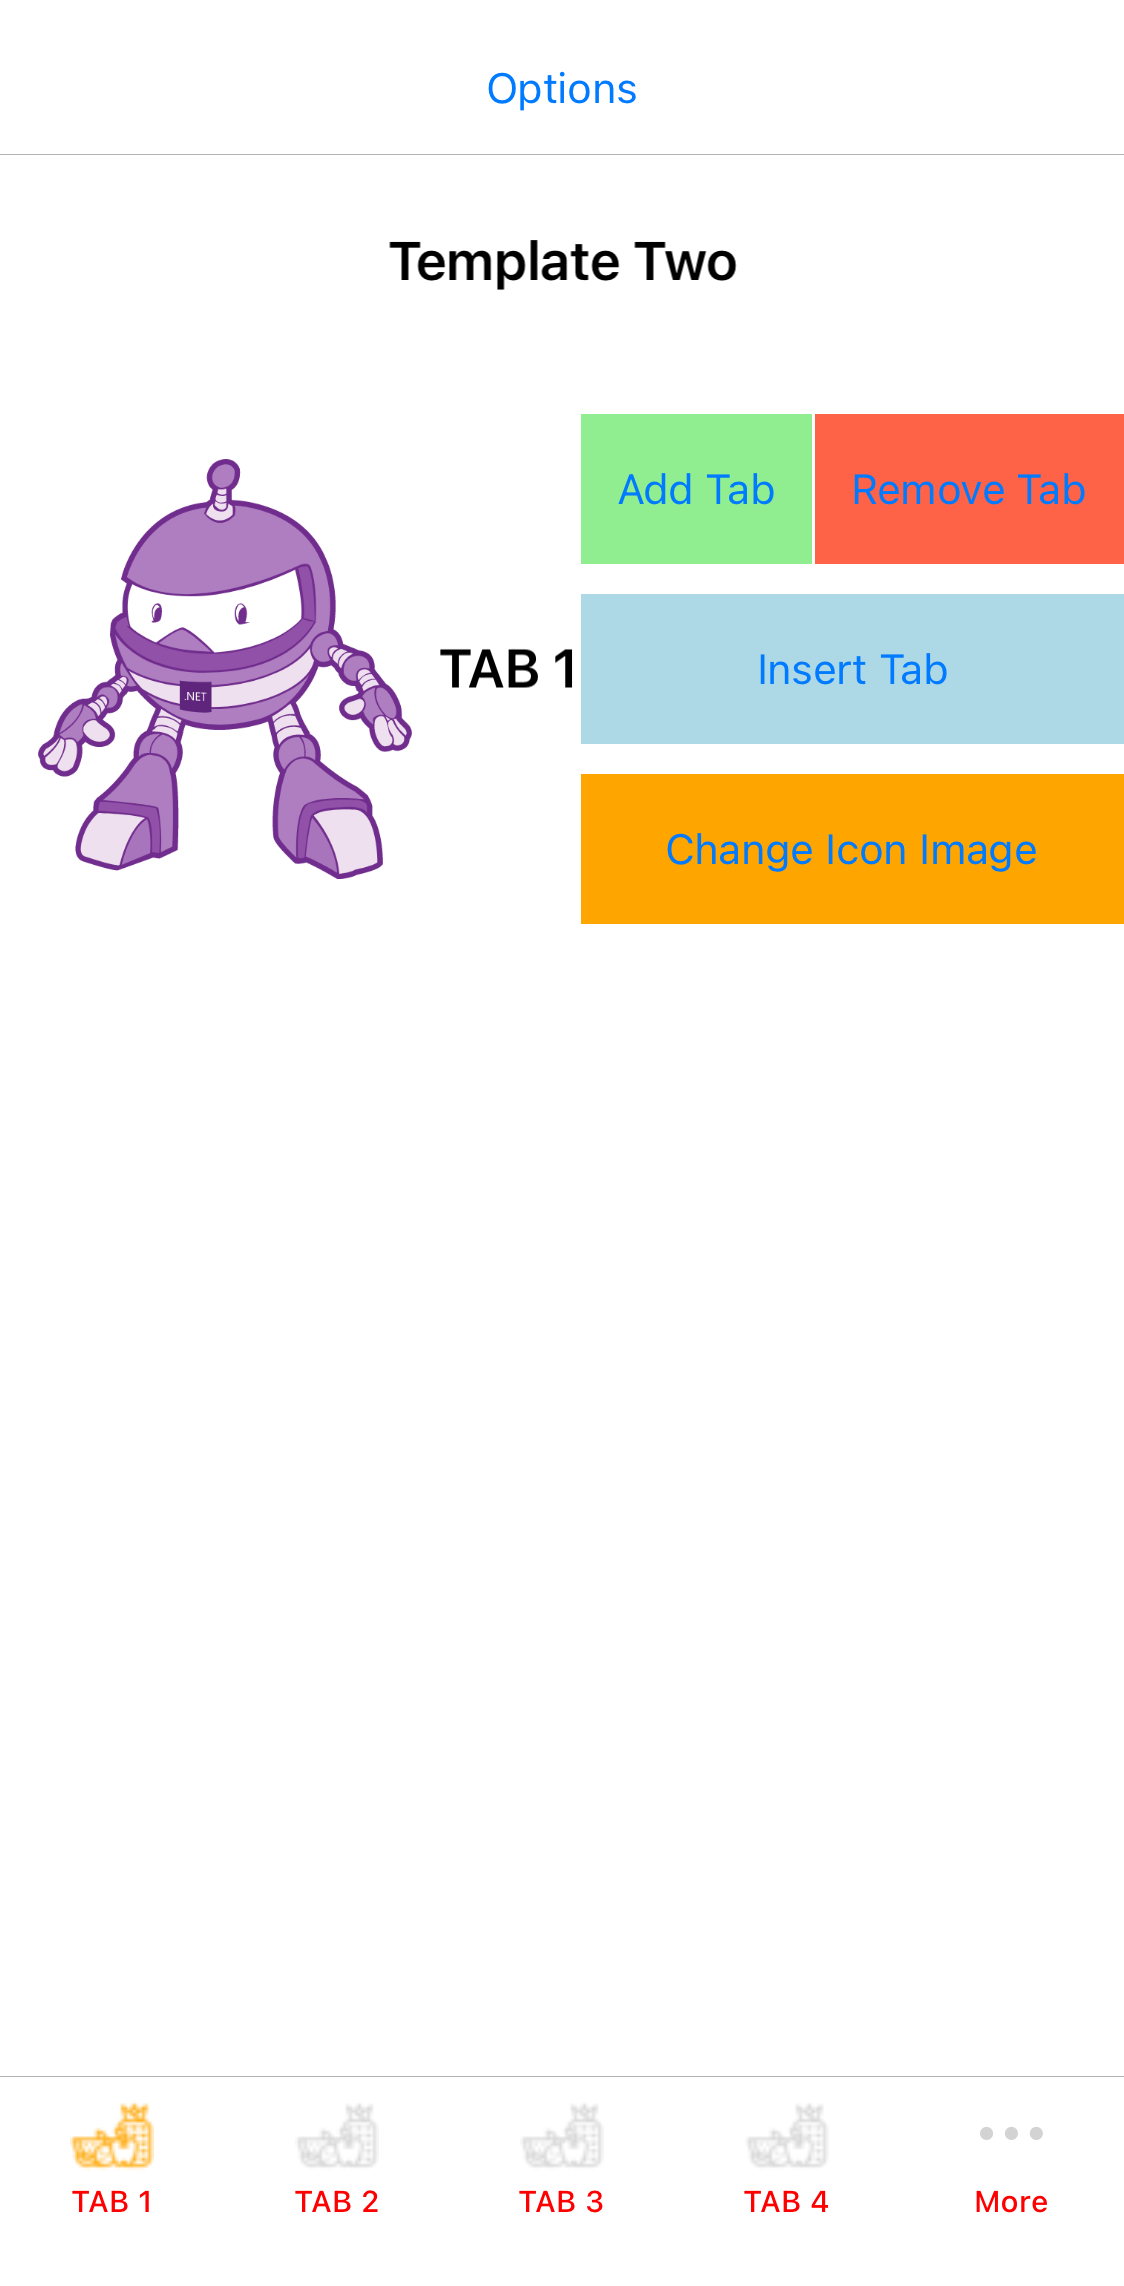 Options
Template Two
Add Tab
Remove Tab
.NET
TAB 1
Insert Tab
Change Icon Image
TAB 1
TAB 2
TAB 3
TAB 4
More